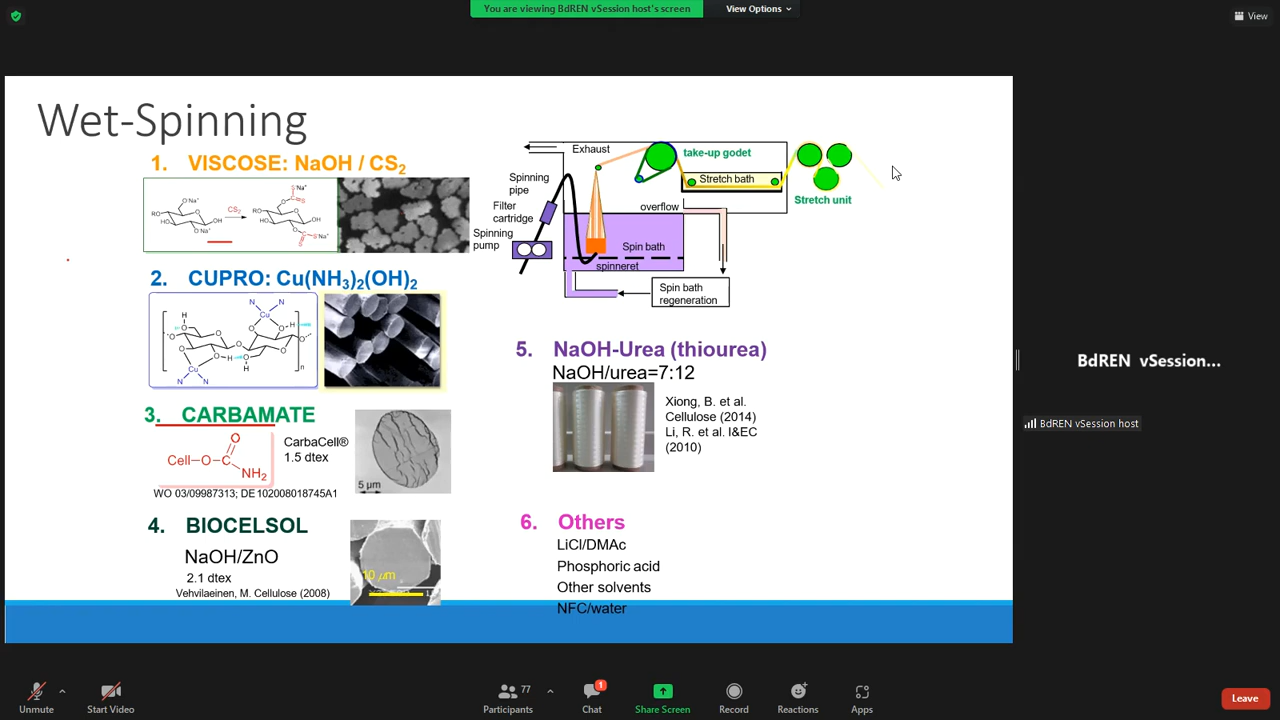 You are viewing BdREN vSession host's screen
View Options
View
Wet-Spinning
1. VISCOSE: NaOH / CS2
CS2
2. CUPRO: Cu(NH3)2(OH)2
3. CARBAMATE
Cell–O–C
O
NH2
CarbaCell®
1.5 dtex
5 µm
WO 03/09987313; DE102008018745A1
4. BIOCELSOL
NaOH/ZnO
2.1 dtex
Vehvilaeinen, M. Cellulose (2008)
10 µm
Exhaust
take-up godet
Spinning
pipe
Stretch bath
Filter
cartridge
overflow
Stretch unit
Spinning
pump
Spin bath
spinneret
Spin bath
regeneration
5. NaOH-Urea (thiourea)
NaOH/urea=7:12
Xiong, B. et al.
Cellulose (2014)
Li, R. et al. I&EC
(2010)
6. Others
LiCl/DMAc
Phosphoric acid
Other solvents
NFC/water
BdREN vSession...
BdREN vSession host
Unmute
Start Video
77
Participants
1
Chat
Share Screen
Record
Reactions
Apps
Leave